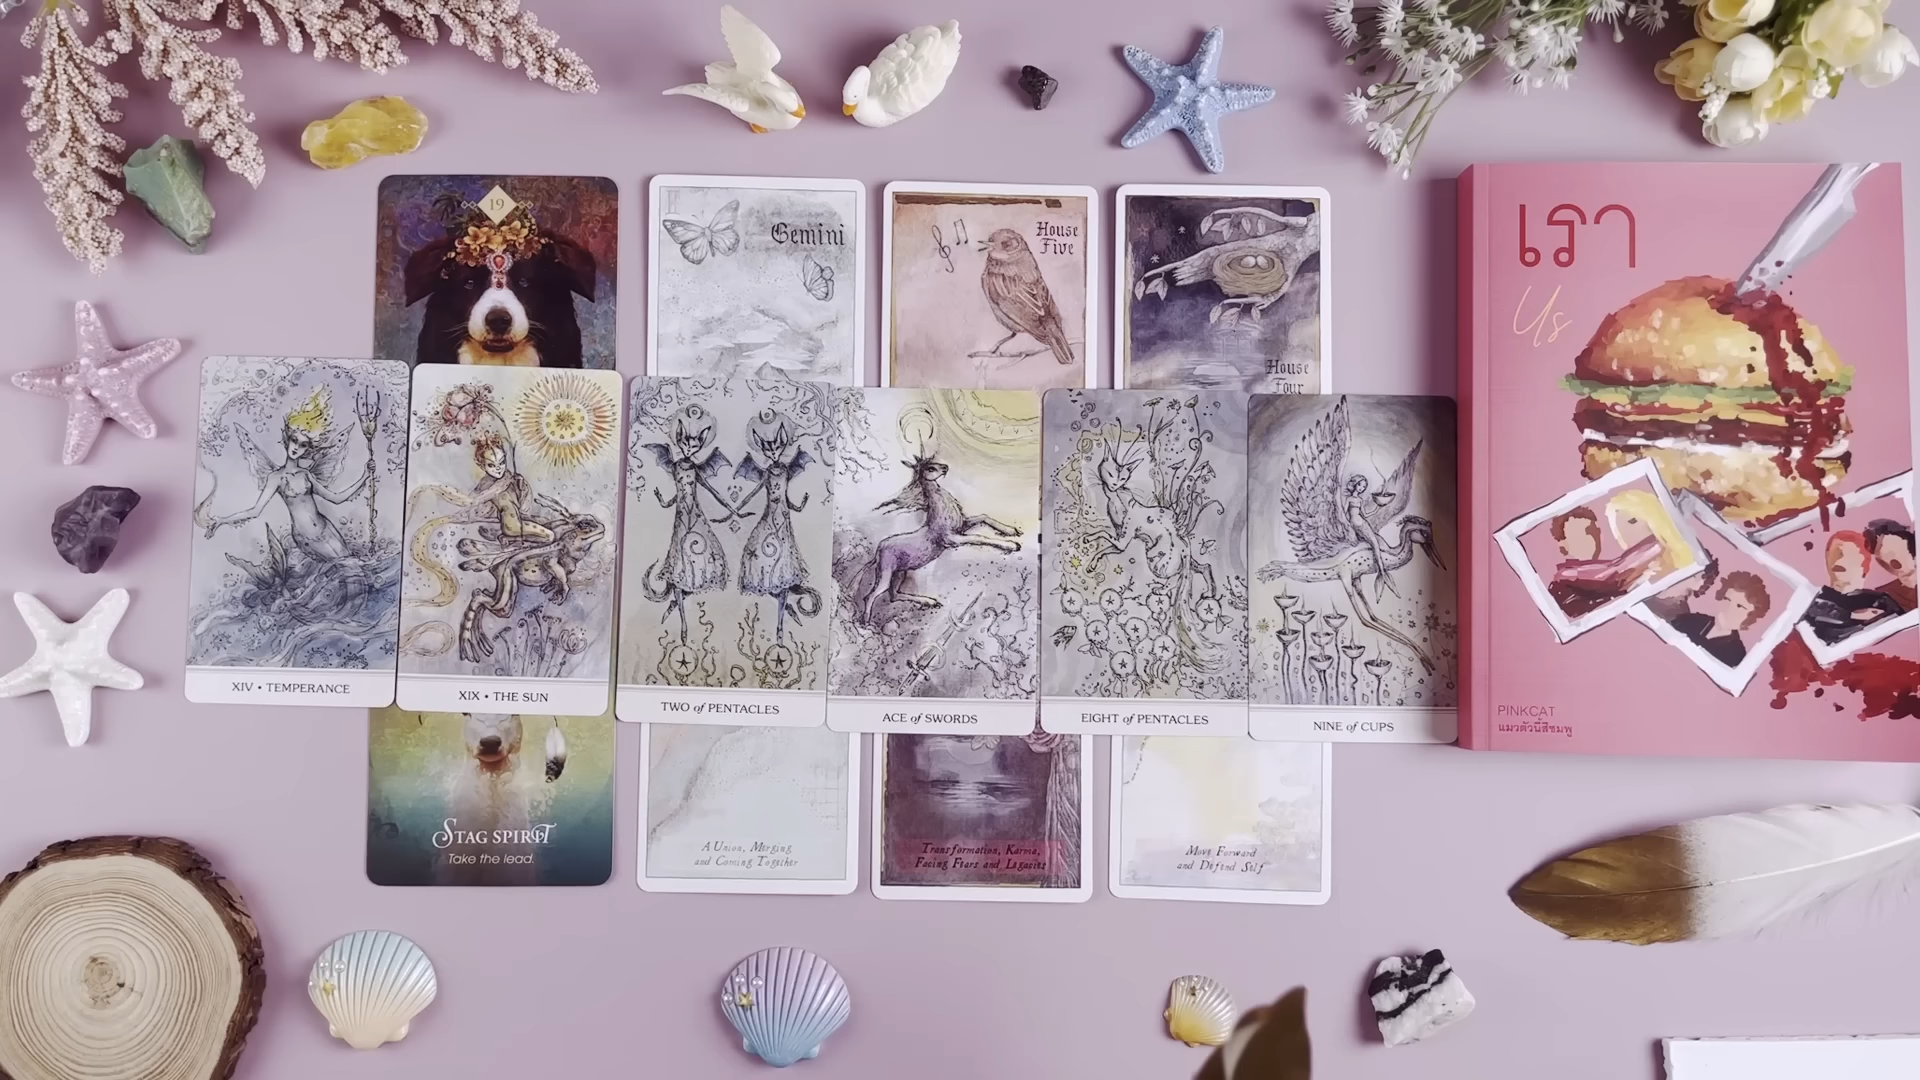 19
II
Gemini
House
Five
House
Four
XIV • TEMPERANCE
XIX • THE SUN
TWO of PENTACLES
ACE of SWORDS
EIGHT of PENTACLES
NINE of CUPS
STAG SPIRIT
Take the lead.
A Union, Merging
and Coming Together
Transformation, Karma,
Facing Fears and Legacies
Move Forward
and Defend Self
เรา
Us
PINKCAT
แมวตัวนี้สีชมพู